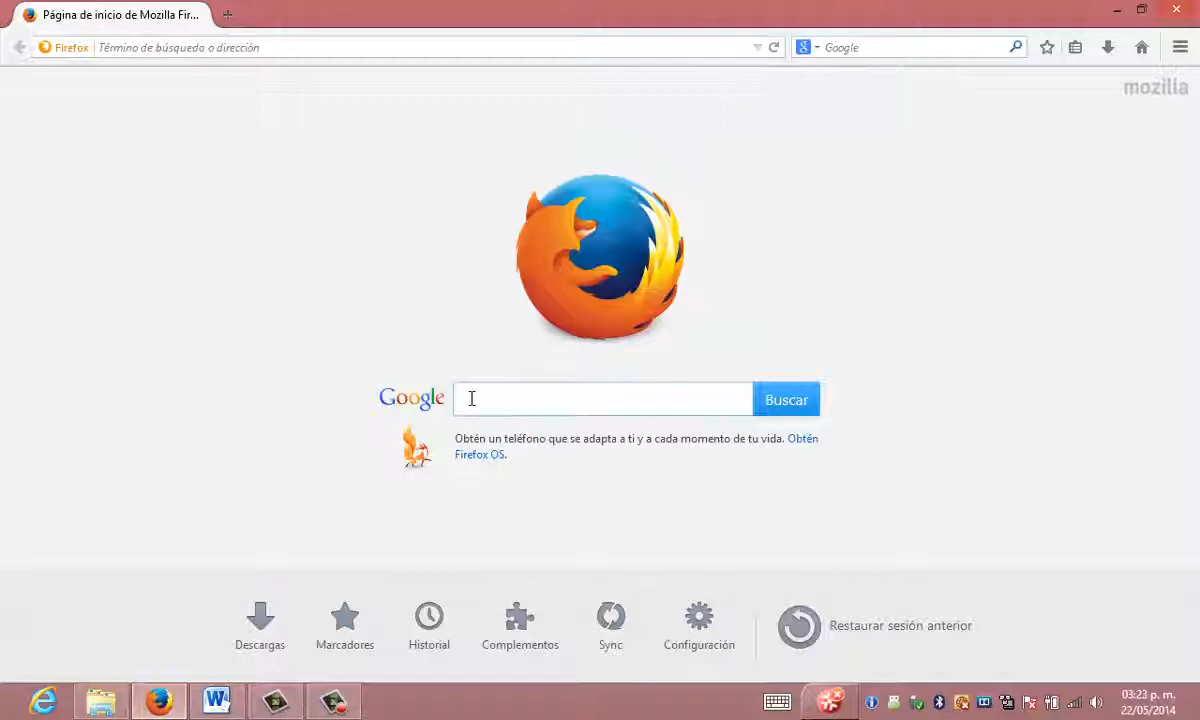 Página de inicio de Mozilla Fir...
Firefox
Término de búsqueda o dirección
Google
mozilla
Google
Buscar
Obtén un teléfono que se adapta a ti y a cada momento de tu vida. Obtén
Firefox OS.
Descargas
Marcadores
Historial
Complementos
Sync
Configuración
Restaurar sesión anterior
03:23 p. m.
22/05/2014